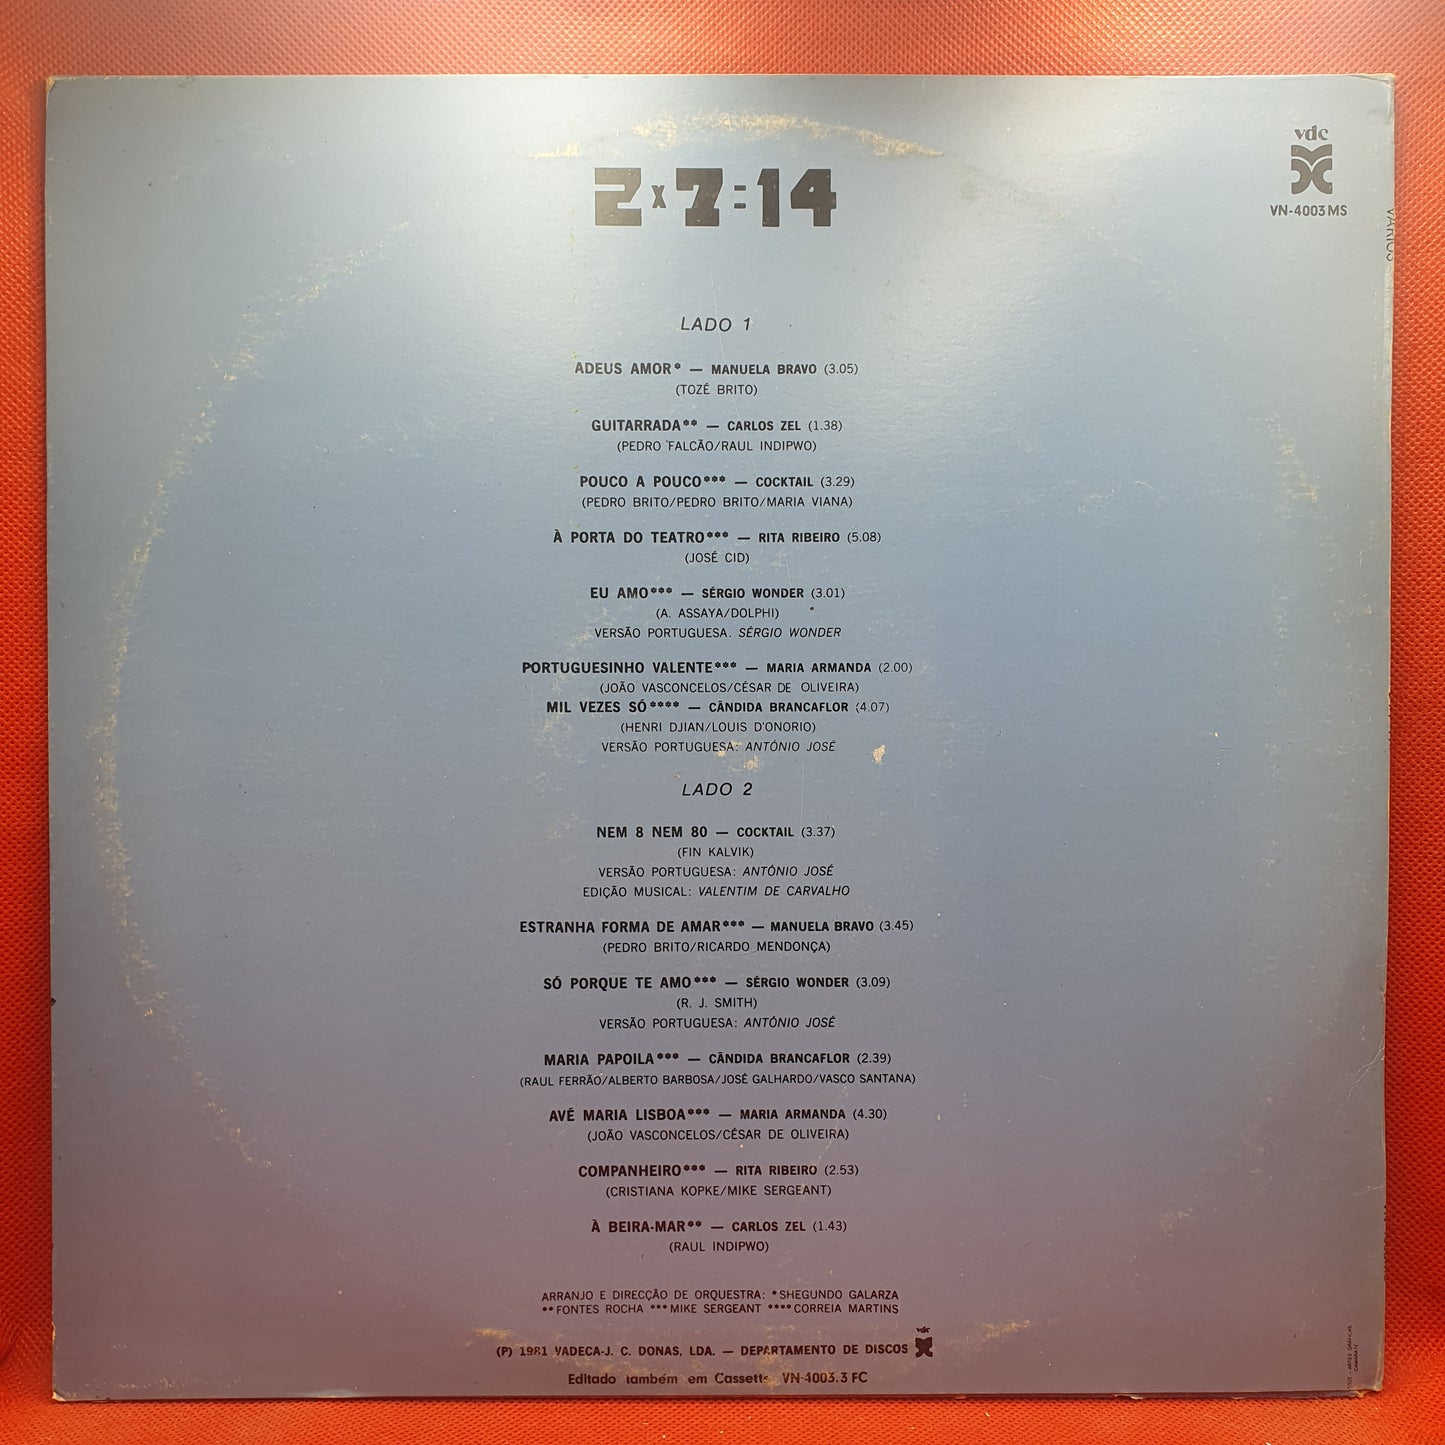 vdc
2x7=14
VN-4003 MS
VÁRIOS
LADO 1
ADEUS AMOR* — MANUELA BRAVO (3.05)
(TOZÉ BRITO)
GUITARRADA** — CARLOS ZEL (1.38)
(PEDRO FALCÃO/RAUL INDIPWO)
POUCO A POUCO*** — COCKTAIL (3.29)
(PEDRO BRITO/PEDRO BRITO/MARIA VIANA)
À PORTA DO TEATRO*** — RITA RIBEIRO (5.08)
(JOSÉ CID)
EU AMO*** — SÉRGIO WONDER (3.01)
(A. ASSAYA/DOLPHI)
VERSÃO PORTUGUESA. SÉRGIO WONDER
PORTUGUESINHO VALENTE*** — MARIA ARMANDA (2.00)
(JOÃO VASCONCELOS/CÉSAR DE OLIVEIRA)
MIL VEZES SÓ**** — CÂNDIDA BRANCAFLOR (4.07)
(HENRI DJIAN/LOUIS D'ONORIO)
VERSÃO PORTUGUESA: ANTÓNIO JOSÉ
LADO 2
NEM 8 NEM 80 — COCKTAIL (3.37)
(FIN KALVIK)
VERSÃO PORTUGUESA: ANTÓNIO JOSÉ
EDIÇÃO MUSICAL: VALENTIM DE CARVALHO
ESTRANHA FORMA DE AMAR*** — MANUELA BRAVO (3.45)
(PEDRO BRITO/RICARDO MENDONÇA)
SÓ PORQUE TE AMO*** — SÉRGIO WONDER (3.09)
(R. J. SMITH)
VERSÃO PORTUGUESA: ANTÓNIO JOSÉ
MARIA PAPOILA*** — CÂNDIDA BRANCAFLOR (2.39)
(RAUL FERRÃO/ALBERTO BARBOSA/JOSÉ GALHARDO/VASCO SANTANA)
AVÉ MARIA LISBOA*** — MARIA ARMANDA (4.30)
(JOÃO VASCONCELOS/CÉSAR DE OLIVEIRA)
COMPANHEIRO*** — RITA RIBEIRO (2.53)
(CRISTIANA KOPKE/MIKE SERGEANT)
À BEIRA-MAR** — CARLOS ZEL (1.43)
(RAUL INDIPWO)
ARRANJO E DIRECÇÃO DE ORQUESTRA: *SHEGUNDO GALARZA
**FONTES ROCHA ***MIKE SERGEANT ****CORREIA MARTINS
(P) 1981 VADECA-J. C. DONAS, LDA. — DEPARTAMENTO DE DISCOS vdc
Editado também em Cassette VN-4003.3 FC
ARTES GRÁFICAS
CAMARATE